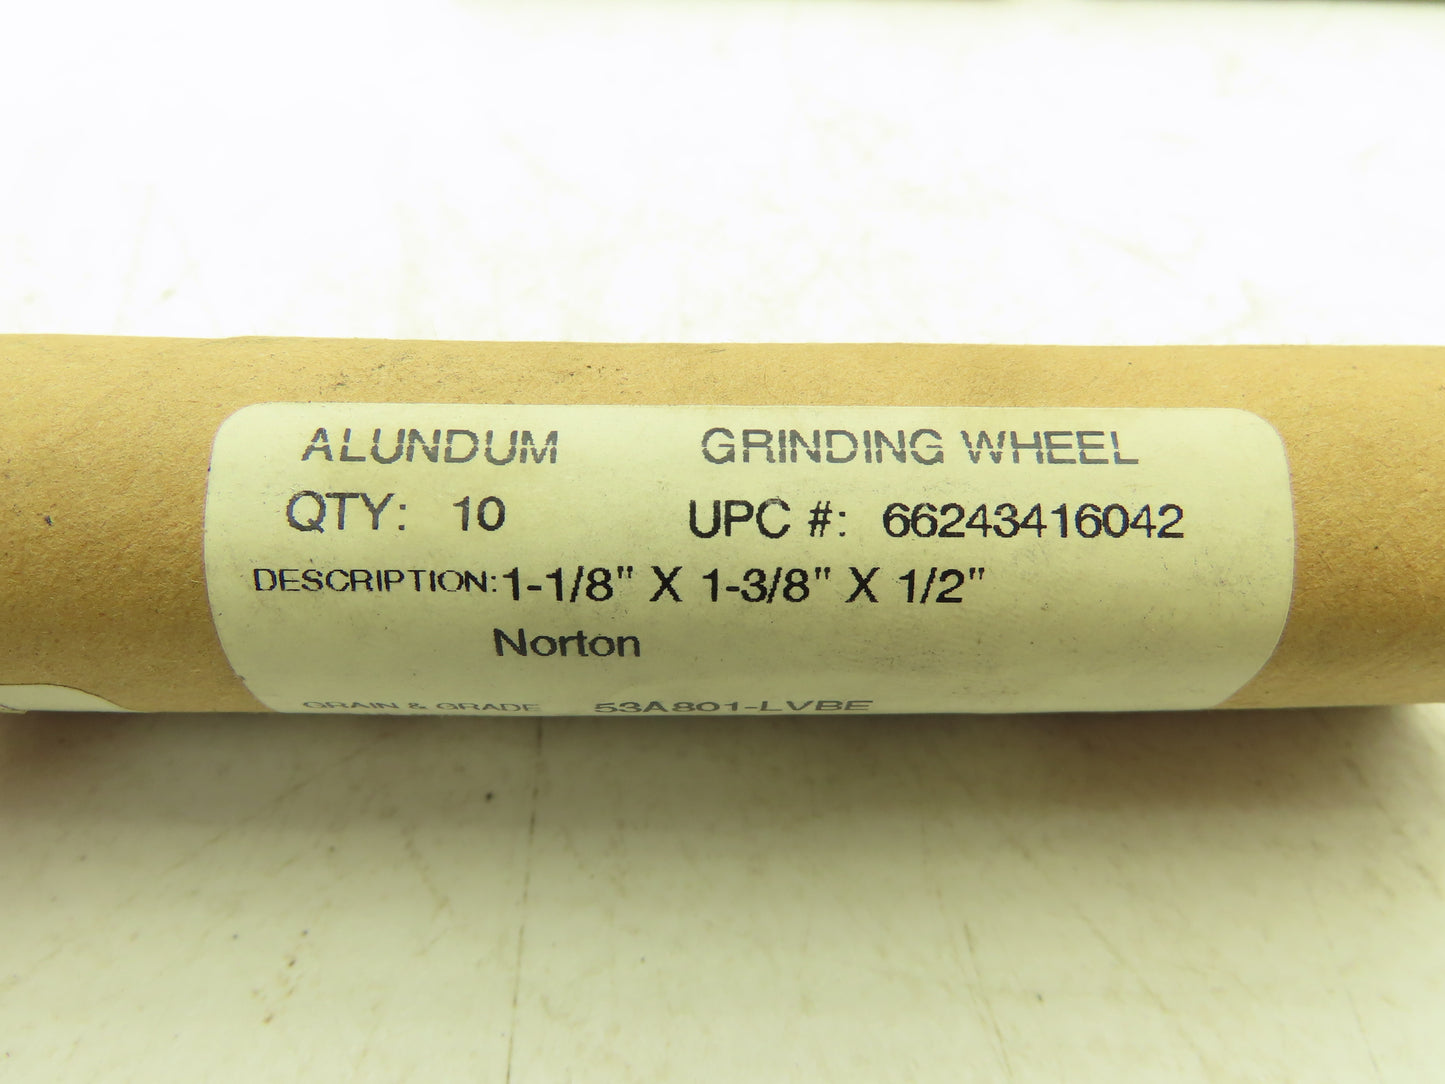 ALUNDUM GRINDING WHEEL
QTY: 10 UPC #: 66243416042
DESCRIPTION: 1-1/8" X 1-3/8" X 1/2"
Norton
GRAIN & GRADE 53A801-LVBE